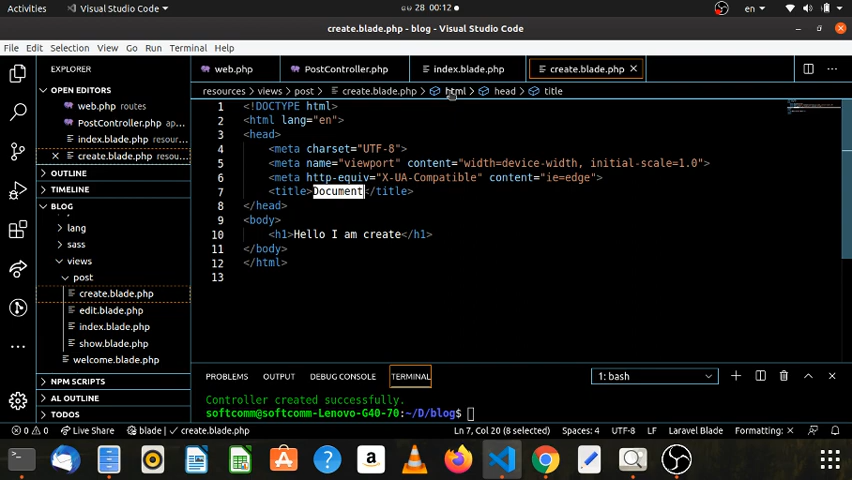 Activities
Visual Studio Code
28 00:12
en
create.blade.php - blog - Visual Studio Code
File Edit Selection View Go Run Terminal Help
EXPLORER
web.php
PostController.php
index.blade.php
create.blade.php
resources > views > post > create.blade.php > html > head > title
OPEN EDITORS
web.php routes
PostController.php ap...
index.blade.php resour...
create.blade.php resou...
OUTLINE
TIMELINE
BLOG
lang
sass
views
post
create.blade.php
edit.blade.php
index.blade.php
show.blade.php
welcome.blade.php
NPM SCRIPTS
AL OUTLINE
TODOS
1 <!DOCTYPE html>
2 <html lang="en">
3 <head>
4 <meta charset="UTF-8">
5 <meta name="viewport" content="width=device-width, initial-scale=1.0">
6 <meta http-equiv="X-UA-Compatible" content="ie=edge">
7 <title>Document</title>
8 </head>
9 <body>
10 <h1>Hello I am create</h1>
11 </body>
12 </html>
13
PROBLEMS OUTPUT DEBUG CONSOLE TERMINAL
1: bash
Controller created successfully.
softcomm@softcomm-Lenovo-G40-70:~/D/blog$
0 0 Live Share blade | create.blade.php Ln 7, Col 20 (8 selected) Spaces: 4 UTF-8 LF Laravel Blade Formatting: ×